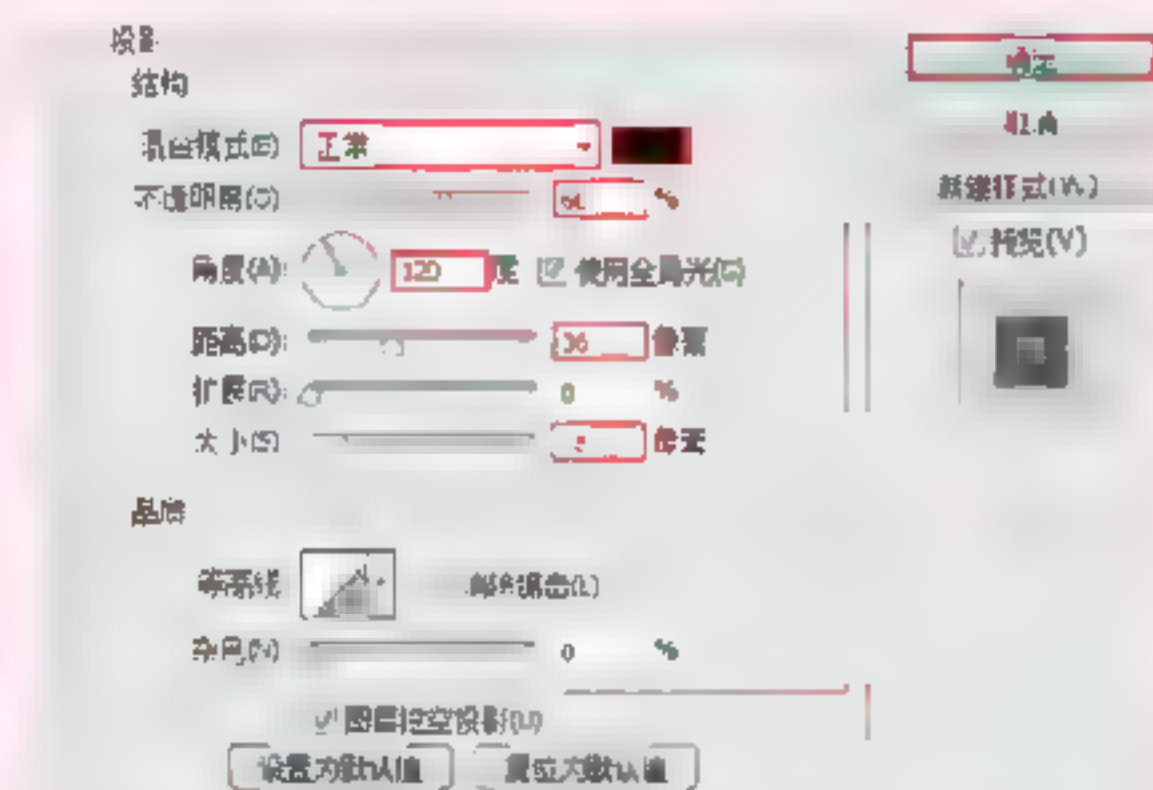 投影
结构
混合模式(B)
正常
不透明度(O)
%
角度(A):
120
度
使用全局光(G)
距离(D):
36
像素
扩展(R):
0
%
大小(S)
像素
品质
等高线
消除锯齿(L)
杂色(N)
0
%
图层挖空投影(U)
设置为默认值
复位为默认值
确定
取消
新建样式(W)
预览(V)